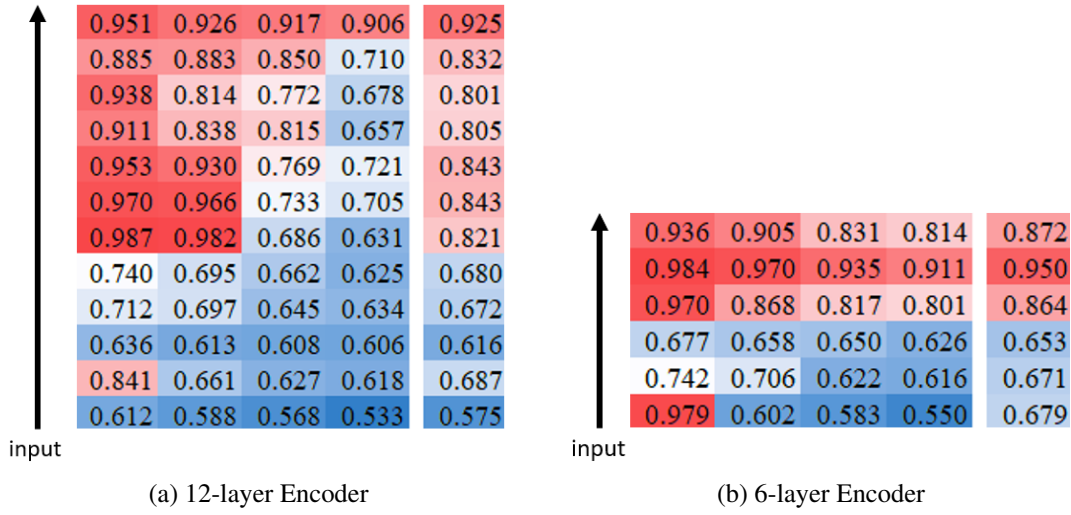 0.951 0.926 0.917 0.906 0.925
0.885 0.883 0.850 0.710 0.832
0.938 0.814 0.772 0.678 0.801
0.911 0.838 0.815 0.657 0.805
0.953 0.930 0.769 0.721 0.843
0.970 0.966 0.733 0.705 0.843
0.987 0.982 0.686 0.631 0.821
0.740 0.695 0.662 0.625 0.680
0.712 0.697 0.645 0.634 0.672
0.636 0.613 0.608 0.606 0.616
0.841 0.661 0.627 0.618 0.687
0.612 0.588 0.568 0.533 0.575
input
(a) 12-layer Encoder
0.936 0.905 0.831 0.814 0.872
0.984 0.970 0.935 0.911 0.950
0.970 0.868 0.817 0.801 0.864
0.677 0.658 0.650 0.626 0.653
0.742 0.706 0.622 0.616 0.671
0.979 0.602 0.583 0.550 0.679
input
(b) 6-layer Encoder